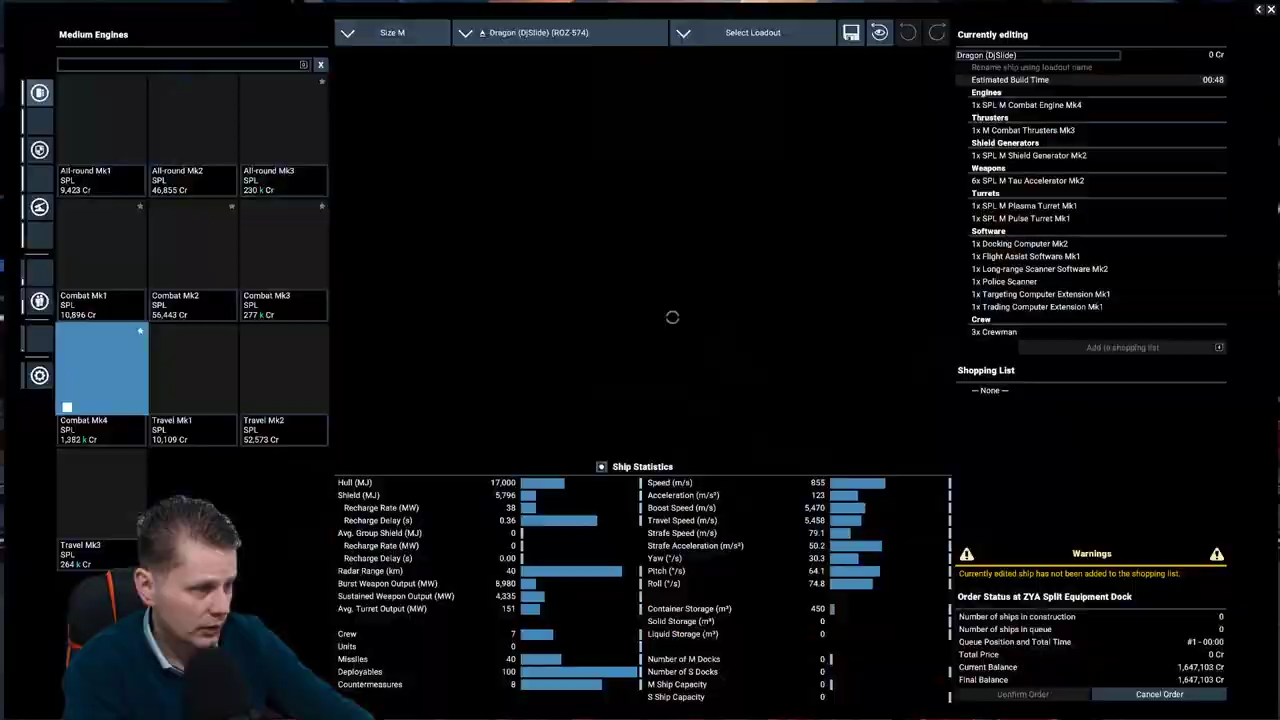 Medium Engines
x
All-round Mk1
SPL
9,423 Cr
All-round Mk2
SPL
46,855 Cr
All-round Mk3
SPL
230 k Cr
Combat Mk1
SPL
10,896 Cr
Combat Mk2
SPL
56,443 Cr
Combat Mk3
SPL
277 k Cr
Combat Mk4
SPL
1,382 k Cr
Travel Mk1
SPL
10,109 Cr
Travel Mk2
SPL
52,573 Cr
Travel Mk3
SPL
264 k Cr
Size M
Dragon (DjSlide) (ROZ-574)
Select Loadout
Ship Statistics
Hull (MJ) 17,000
Shield (MJ) 5,796
Recharge Rate (MW) 38
Recharge Delay (s) 0.36
Avg. Group Shield (MJ) 0
Recharge Rate (MW) 0
Recharge Delay (s) 0.00
Radar Range (km) 40
Burst Weapon Output (MW) 8,980
Sustained Weapon Output (MW) 4,335
Avg. Turret Output (MW) 151
Crew 7
Units 0
Missiles 40
Deployables 100
Countermeasures 8
Speed (m/s) 855
Acceleration (m/s²) 123
Boost Speed (m/s) 5,470
Travel Speed (m/s) 5,458
Strafe Speed (m/s) 79.1
Strafe Acceleration (m/s²) 50.2
Yaw (°/s) 30.3
Pitch (°/s) 64.1
Roll (°/s) 74.8
Container Storage (m³) 450
Solid Storage (m³) 0
Liquid Storage (m³) 0
Number of M Docks 0
Number of S Docks 0
M Ship Capacity 0
S Ship Capacity 0
Currently editing
Dragon (DjSlide) 0 Cr
Rename ship using loadout name
Estimated Build Time 00:48
Engines
1x SPL M Combat Engine Mk4
Thrusters
1x M Combat Thrusters Mk3
Shield Generators
1x SPL M Shield Generator Mk2
Weapons
6x SPL M Tau Accelerator Mk2
Turrets
1x SPL M Plasma Turret Mk1
1x SPL M Pulse Turret Mk1
Software
1x Docking Computer Mk2
1x Flight Assist Software Mk1
1x Long-range Scanner Software Mk2
1x Police Scanner
1x Targeting Computer Extension Mk1
1x Trading Computer Extension Mk1
Crew
3x Crewman
Add to shopping list
Shopping List
— None —
Warnings
Currently edited ship has not been added to the shopping list.
Order Status at ZYA Split Equipment Dock
Number of ships in construction 0
Number of ships in queue 0
Queue Position and Total Time #1 - 00:00
Total Price 0 Cr
Current Balance 1,647,103 Cr
Final Balance 1,647,103 Cr
Confirm Order
Cancel Order